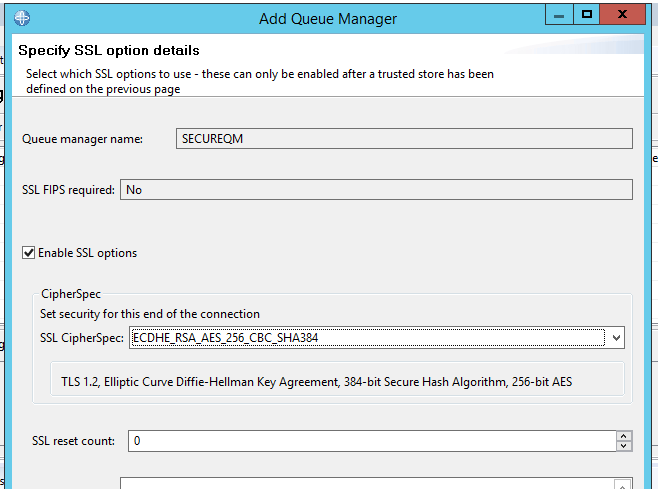 Add Queue Manager
Specify SSL option details
Select which SSL options to use - these can only be enabled after a trusted store has been
defined on the previous page
Queue manager name: SECUREQM
SSL FIPS required: No
Enable SSL options
CipherSpec
Set security for this end of the connection
SSL CipherSpec: ECDHE_RSA_AES_256_CBC_SHA384
TLS 1.2, Elliptic Curve Diffie-Hellman Key Agreement, 384-bit Secure Hash Algorithm, 256-bit AES
SSL reset count: 0